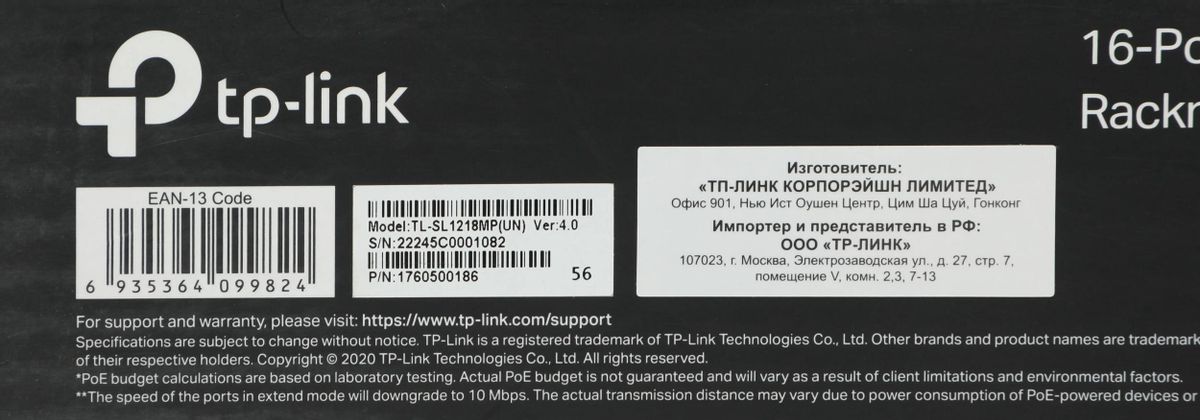 tp-link
16-Po
Rackr
EAN-13 Code
6 935364 099824
Model:TL-SL1218MP(UN) Ver:4.0
S/N:22245C0001082
P/N:1760500186
56
Изготовитель:
«ТП-ЛИНК КОРПОРЭЙШН ЛИМИТЕД»
Офис 901, Нью Ист Оушен Центр, Цим Ша Цуй, Гонконг
Импортер и представитель в РФ:
ООО «ТР-ЛИНК»
107023, г. Москва, Электрозаводская ул., д. 27, стр. 7,
помещение V, комн. 2,3, 7-13
For support and warranty, please visit: https://www.tp-link.com/support
Specifications are subject to change without notice. TP-Link is a registered trademark of TP-Link Technologies Co., Ltd. Other brands and product names are trademark
of their respective holders. Copyright © 2020 TP-Link Technologies Co., Ltd. All rights reserved.
*PoE budget calculations are based on laboratory testing. Actual PoE budget is not guaranteed and will vary as a result of client limitations and environmental factors.
**The speed of the ports in extend mode will downgrade to 10 Mbps. The actual transmission distance may vary due to power consumption of PoE-powered devices or